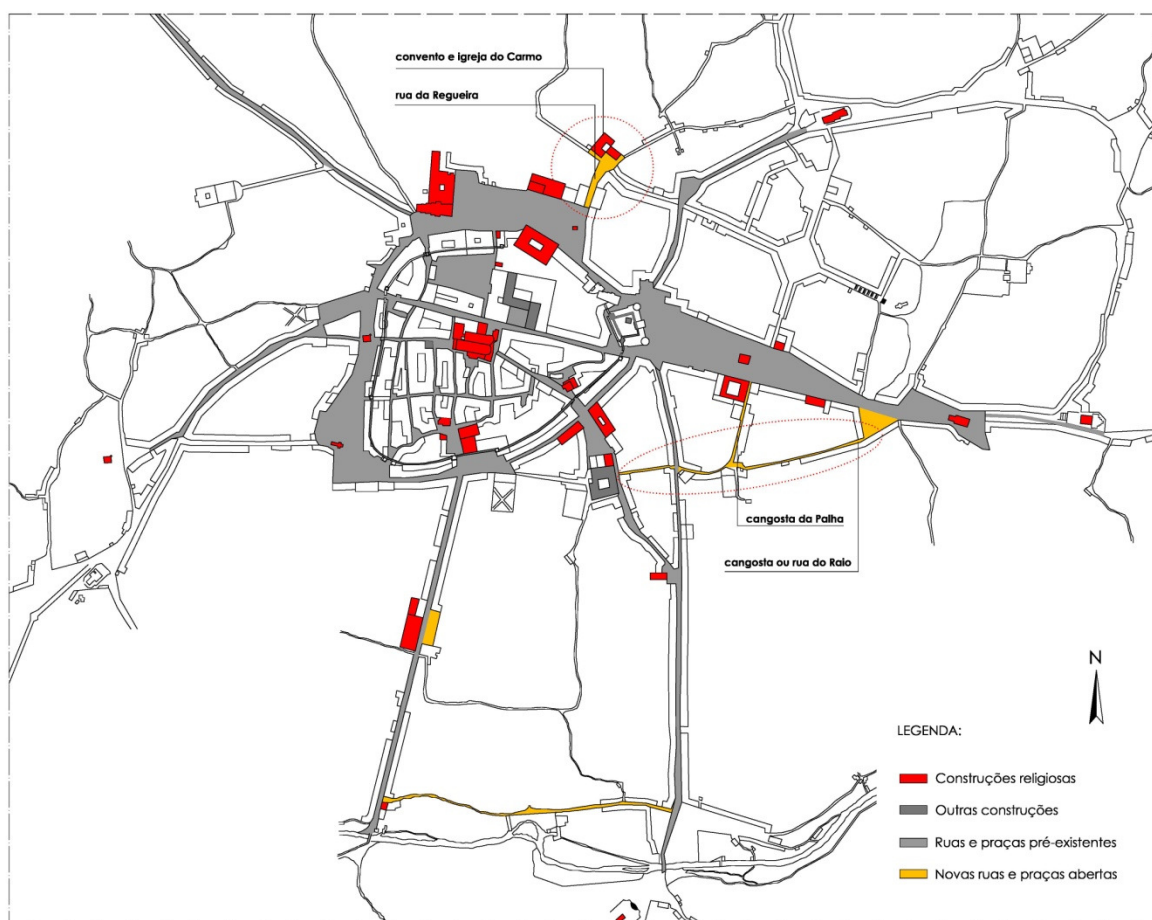 convento e igreja do Carmo
rua da Regueira
cangosta da Palha
cangosta ou rua do Raio
N
LEGENDA:
Construções religiosas
Outras construções
Ruas e praças pré-existentes
Novas ruas e praças abertas